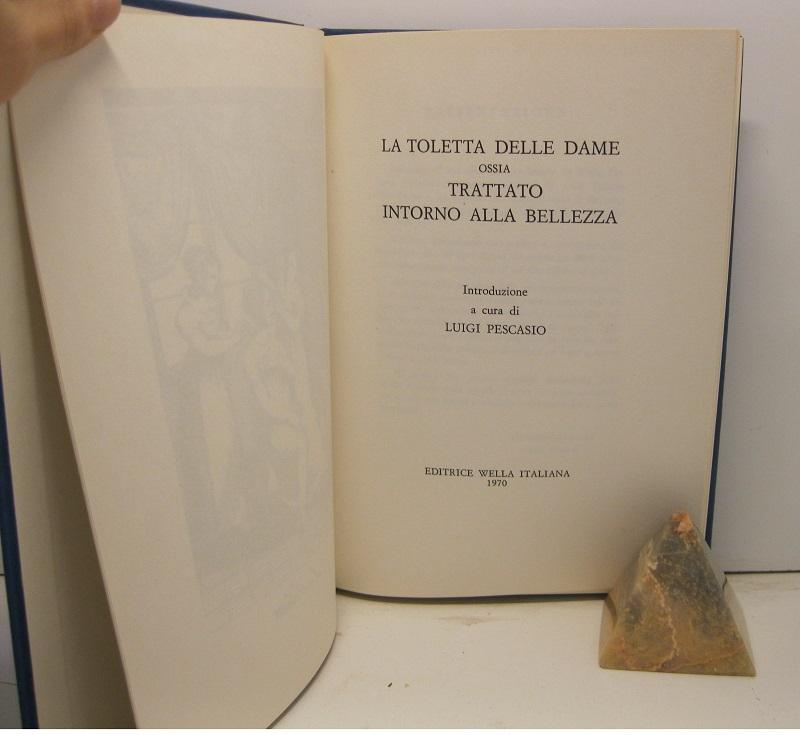 LA TOLETTA DELLE DAME
OSSIA
TRATTATO
INTORNO ALLA BELLEZZA
Introduzione
a cura di
LUIGI PESCASIO
EDITRICE WELLA ITALIANA
1970